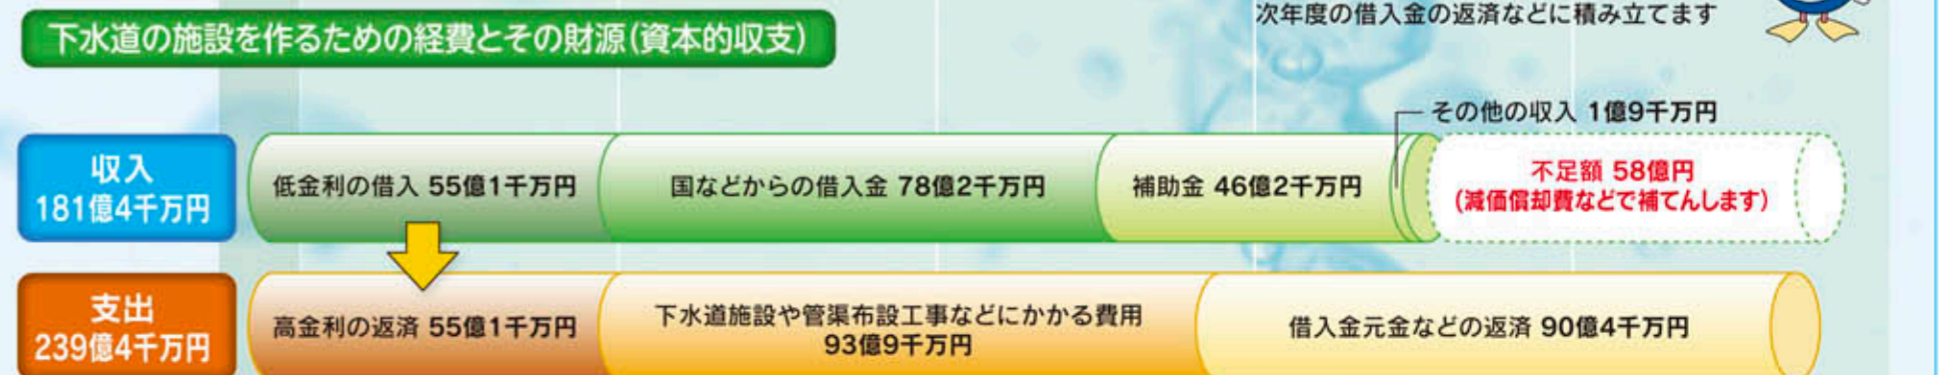 次年度の借入金の返済などに積み立てます
下水道の施設を作るための経費とその財源(資本的収支)
その他の収入 1億9千万円
収入
181億4千万円
低金利の借入 55億1千万円
国などからの借入金 78億2千万円
補助金 46億2千万円
不足額 58億円
(減価償却費などで補てんします)
支出
239億4千万円
高金利の返済 55億1千万円
下水道施設や管渠布設工事などにかかる費用
93億9千万円
借入金元金などの返済 90億4千万円